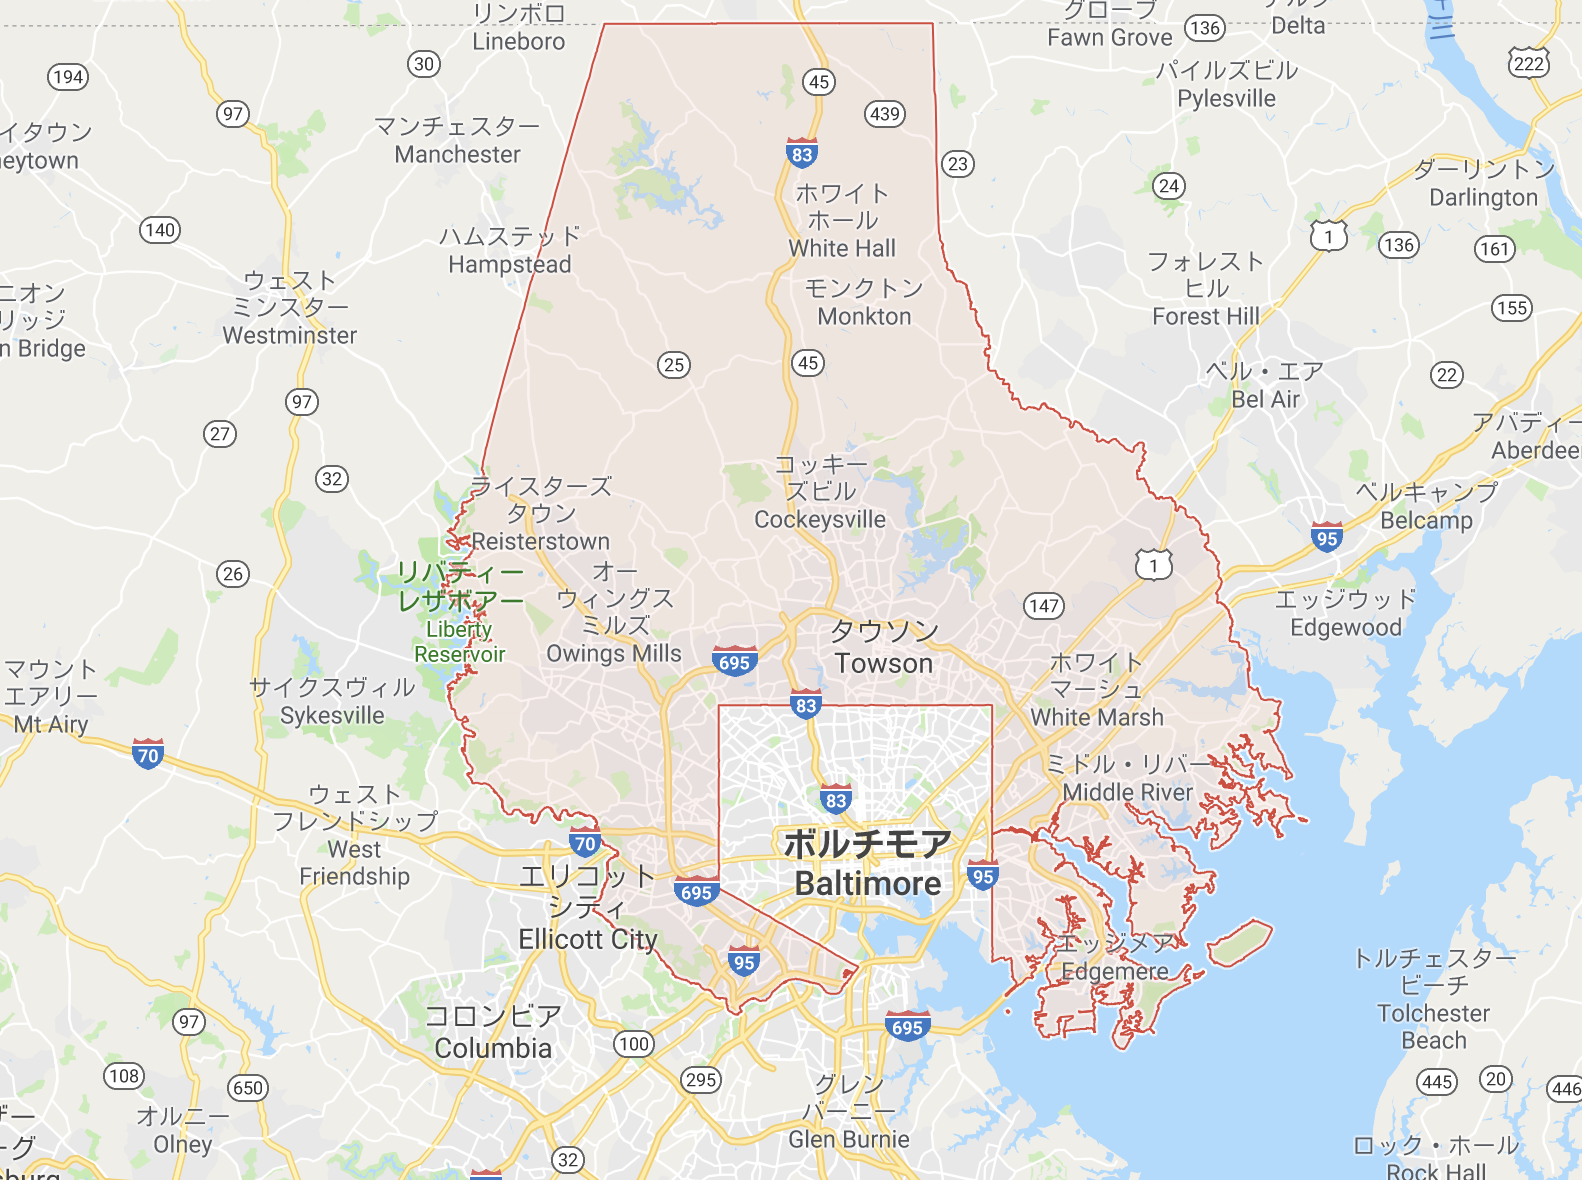 リンボロ
Lineboro
グローブ
Fawn Grove
136
Delta
222
194
30
45
パイルズビル
Pylesville
97
439
イタウン
eytown
マンチェスター
Manchester
83
23
ダーリントン
Darlington
24
ホワイト
ホール
White Hall
140
ハムステッド
Hampstead
1
136
161
ウェスト
ミンスター
Westminster
モンクトン
Monkton
フォレスト
ヒル
Forest Hill
ニオン
リッジ
n Bridge
155
25
45
ベル・エア
Bel Air
22
97
27
アバディー
Aberdee
32
コッキー
ズビル
Cockeysville
ライスターズ
タウン
Reisterstown
ベルキャンプ
Belcamp
95
26
リバティー
レザボアー
Liberty
Reservoir
オー
ウィングス
ミルズ
Owings Mills
1
147
エッジウッド
Edgewood
695
タウソン
Towson
マウント
エアリー
Mt Airy
サイクスヴィル
Sykesville
ホワイト
マーシュ
White Marsh
83
70
ミドル・リバー
Middle River
83
ウェスト
フレンドシップ
West
Friendship
70
ボルチモア
Baltimore
エリコット
シティ
Ellicott City
695
95
95
エッジメア
Edgemere
トルチェスター
ビーチ
Tolchester
Beach
コロンビア
Columbia
97
100
695
108
650
295
グレン
バーニー
Glen Burnie
445
20
446
オルニー
Olney
ザー
ーグ
sburg
32
ロック・ホール
Rock Hall